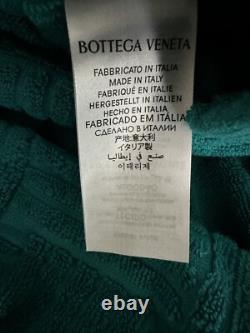 BOTTEGA VENETA
FABBRICATO IN ITALIA
MADE IN ITALY
FABRIQUÉ EN ITALIE
HERGESTELLT IN ITALIEN
HECHO EN ITALIA
FABRICADO EM ITÁLIA
СДЕЛАНО В ИТАЛИИ
产地:意大利
イタリア製
صنع في إيطاليا
이태리제